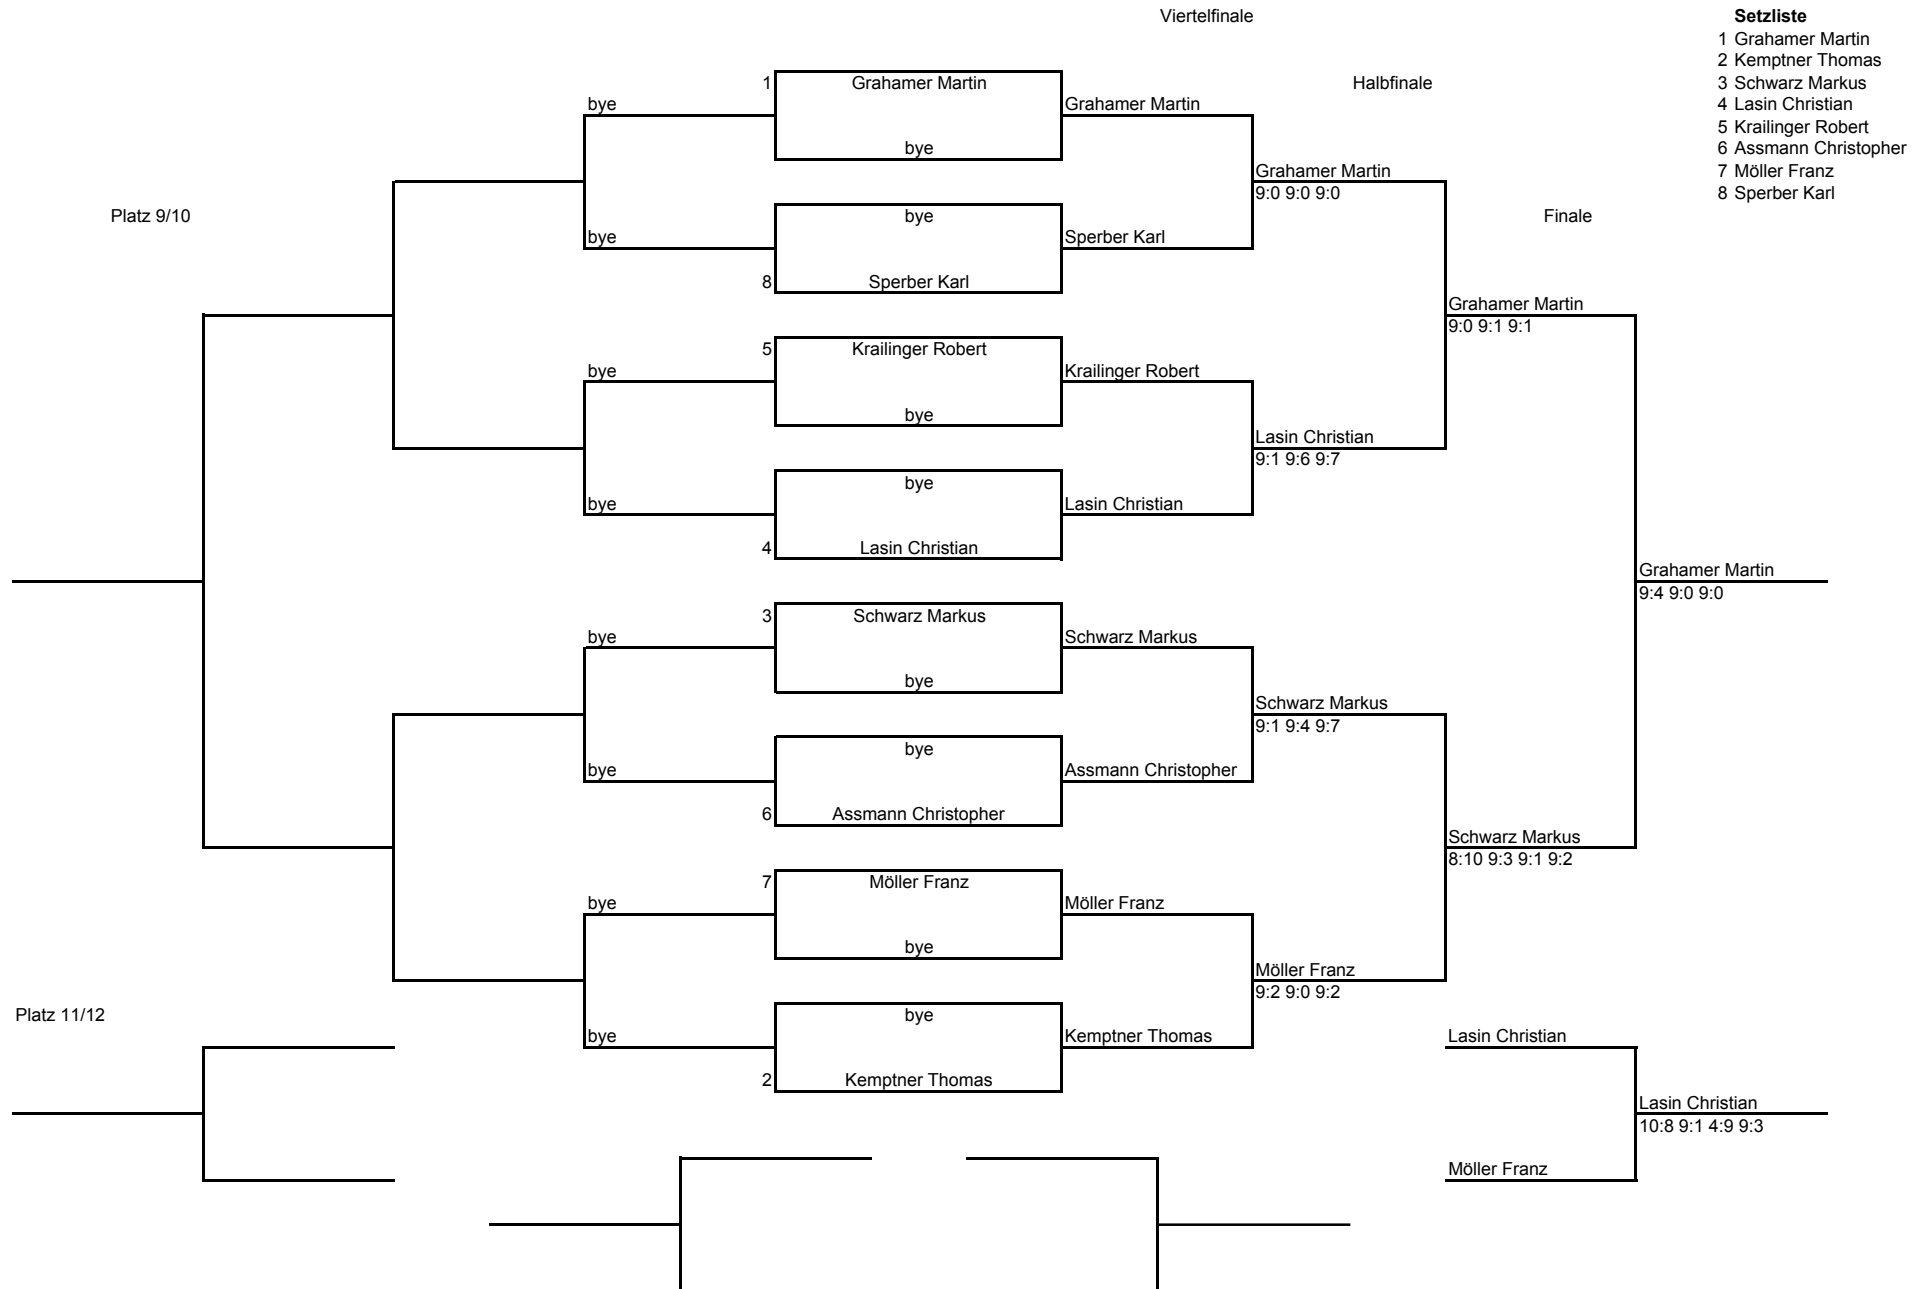 Viertelfinale
Setzliste
1 Grahamer Martin
2 Kemptner Thomas
3 Schwarz Markus
4 Lasin Christian
5 Krailinger Robert
6 Assmann Christopher
7 Möller Franz
8 Sperber Karl
Halbfinale
Finale
Platz 9/10
1 Grahamer Martin
bye
Grahamer Martin
bye
Grahamer Martin
9:0 9:0 9:0
bye
bye
Sperber Karl
8 Sperber Karl
Grahamer Martin
9:0 9:1 9:1
5 Krailinger Robert
bye
Krailinger Robert
bye
Lasin Christian
9:1 9:6 9:7
bye
bye
Lasin Christian
4 Lasin Christian
Grahamer Martin
9:4 9:0 9:0
3 Schwarz Markus
bye
Schwarz Markus
bye
Schwarz Markus
9:1 9:4 9:7
bye
bye
Assmann Christopher
6 Assmann Christopher
Schwarz Markus
8:10 9:3 9:1 9:2
7 Möller Franz
bye
Möller Franz
bye
Möller Franz
9:2 9:0 9:2
Platz 11/12
bye
bye
Kemptner Thomas
2 Kemptner Thomas
Lasin Christian
Lasin Christian
10:8 9:1 4:9 9:3
Möller Franz